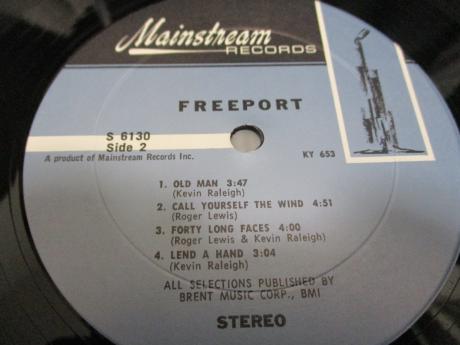 Mainstream
RECORDS
FREEPORT
S 6130
Side 2
A product of Mainstream Records Inc.
KY 653
1. OLD MAN 3:47
(Kevin Raleigh)
2. CALL YOURSELF THE WIND 4:51
(Roger Lewis)
3. FORTY LONG FACES 4:00
(Roger Lewis & Kevin Raleigh)
4. LEND A HAND 3:04
(Kevin Raleigh)
ALL SELECTIONS PUBLISHED BY
BRENT MUSIC CORP., BMI
STEREO